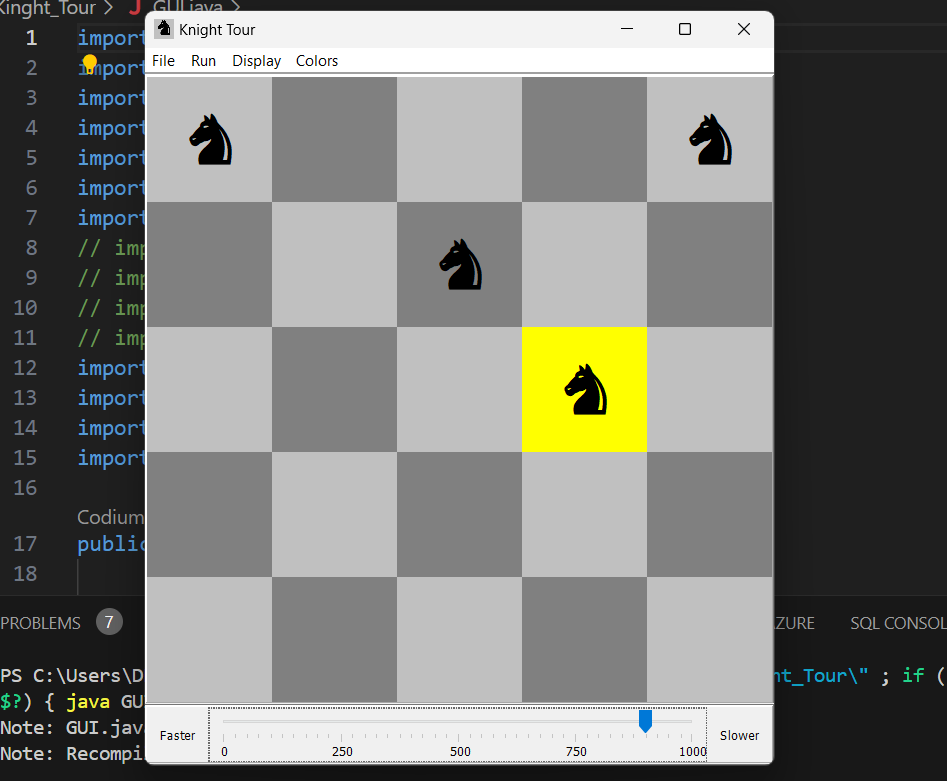 Knight_Tour > J GUI.java >
Knight Tour
File Run Display Colors
1 import
2 import
3 import
4 import
5 import
6 import
7 import
8 // imp
9 // imp
10 // imp
11 // imp
12 import
13 import
14 import
15 import
16
Codium
17 public
18
Faster 0 250 500 750 1000 Slower
PROBLEMS 7 AZURE SQL CONSOL
PS C:\Users\D ht_Tour\" ; if (
$?) { java GU
Note: GUI.java
Note: Recompi